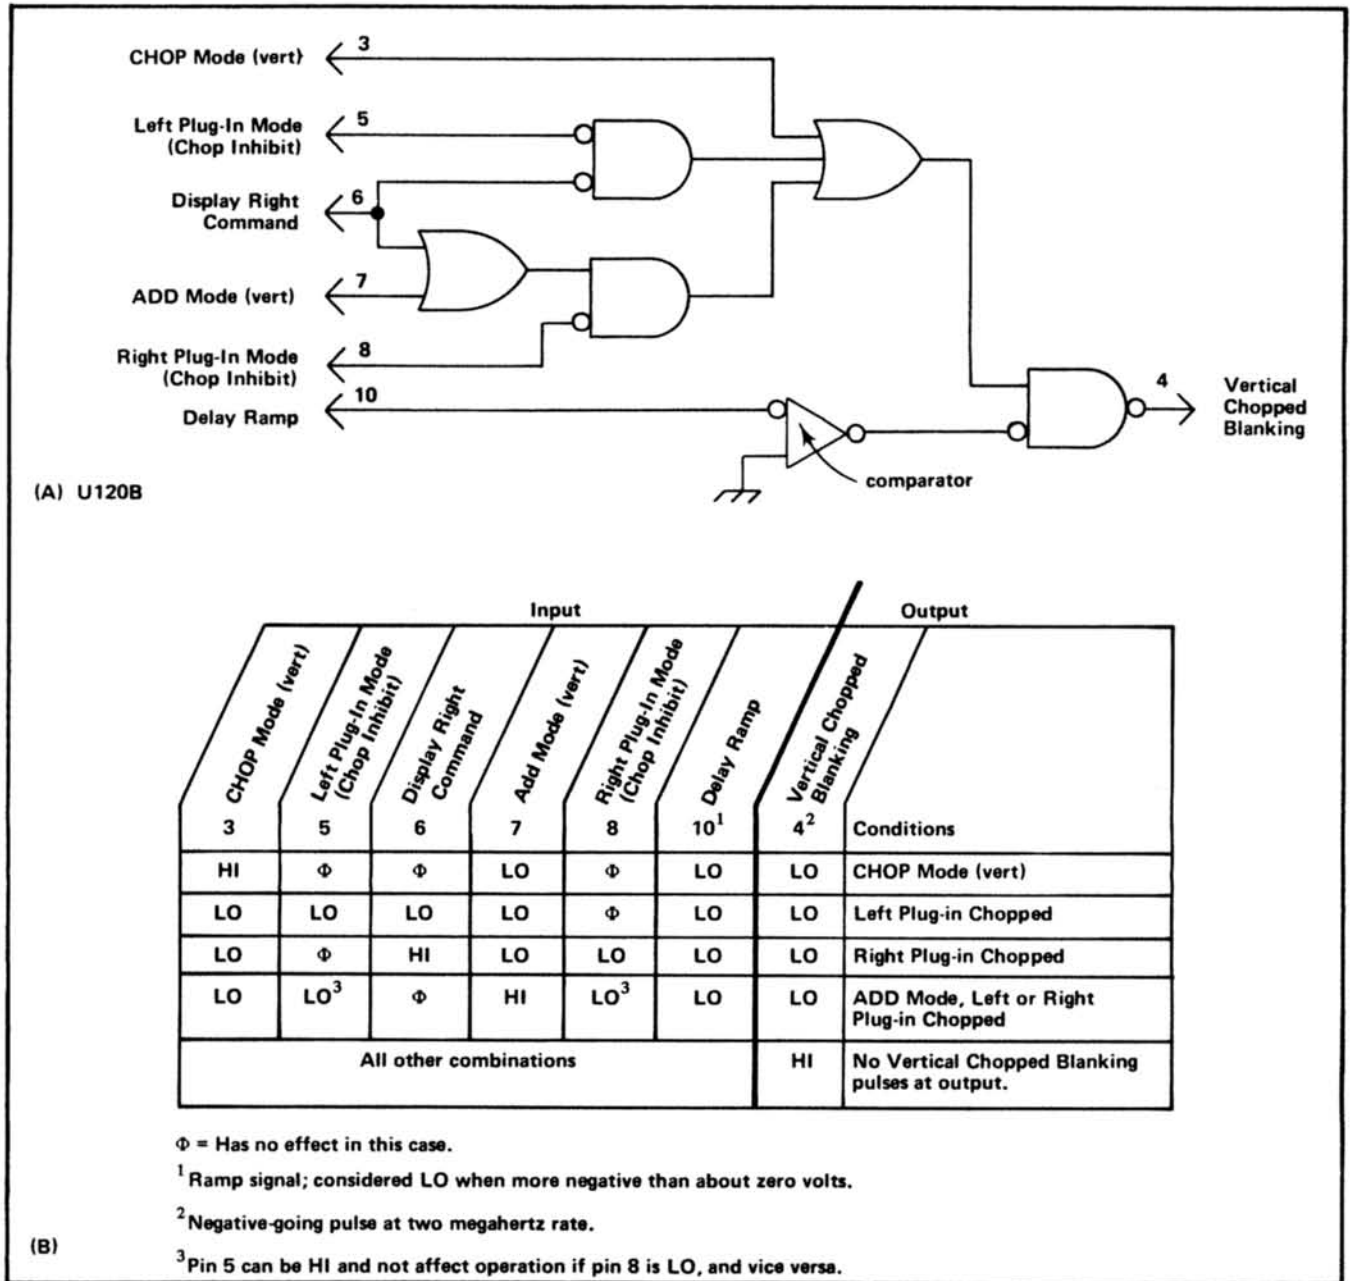 CHOP Mode (vert)
3
Left Plug-In Mode
(Chop Inhibit)
5
Display Right
Command
6
ADD Mode (vert)
7
Right Plug-In Mode
(Chop Inhibit)
8
Delay Ramp
10
4
Vertical
Chopped
Blanking
comparator
(A) U120B
Input
Output
CHOP Mode (vert)
Left Plug-In Mode
(Chop Inhibit)
Display Right
Command
Add Mode (vert)
Right Plug-In Mode
(Chop Inhibit)
Delay Ramp
Vertical Chopped
Blanking
3 5 6 7 8 10¹ 4² Conditions
HI Φ Φ LO Φ LO LO CHOP Mode (vert)
LO LO LO LO Φ LO LO Left Plug-in Chopped
LO Φ HI LO LO LO LO Right Plug-in Chopped
LO LO³ Φ HI LO³ LO LO ADD Mode, Left or Right
Plug-in Chopped
All other combinations HI No Vertical Chopped Blanking
pulses at output.
Φ = Has no effect in this case.
¹Ramp signal; considered LO when more negative than about zero volts.
²Negative-going pulse at two megahertz rate.
(B)
³Pin 5 can be HI and not affect operation if pin 8 is LO, and vice versa.